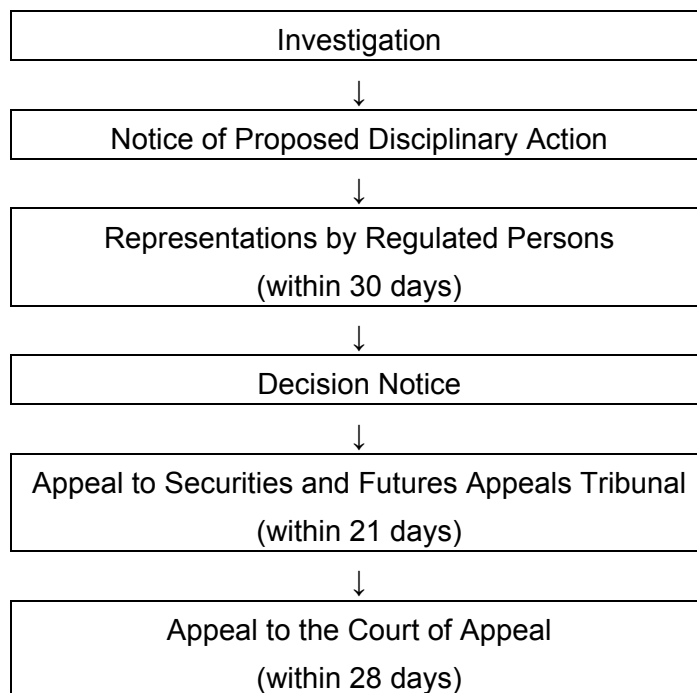 Investigation
↓
Notice of Proposed Disciplinary Action
↓
Representations by Regulated Persons
(within 30 days)
↓
Decision Notice
↓
Appeal to Securities and Futures Appeals Tribunal
(within 21 days)
↓
Appeal to the Court of Appeal
(within 28 days)